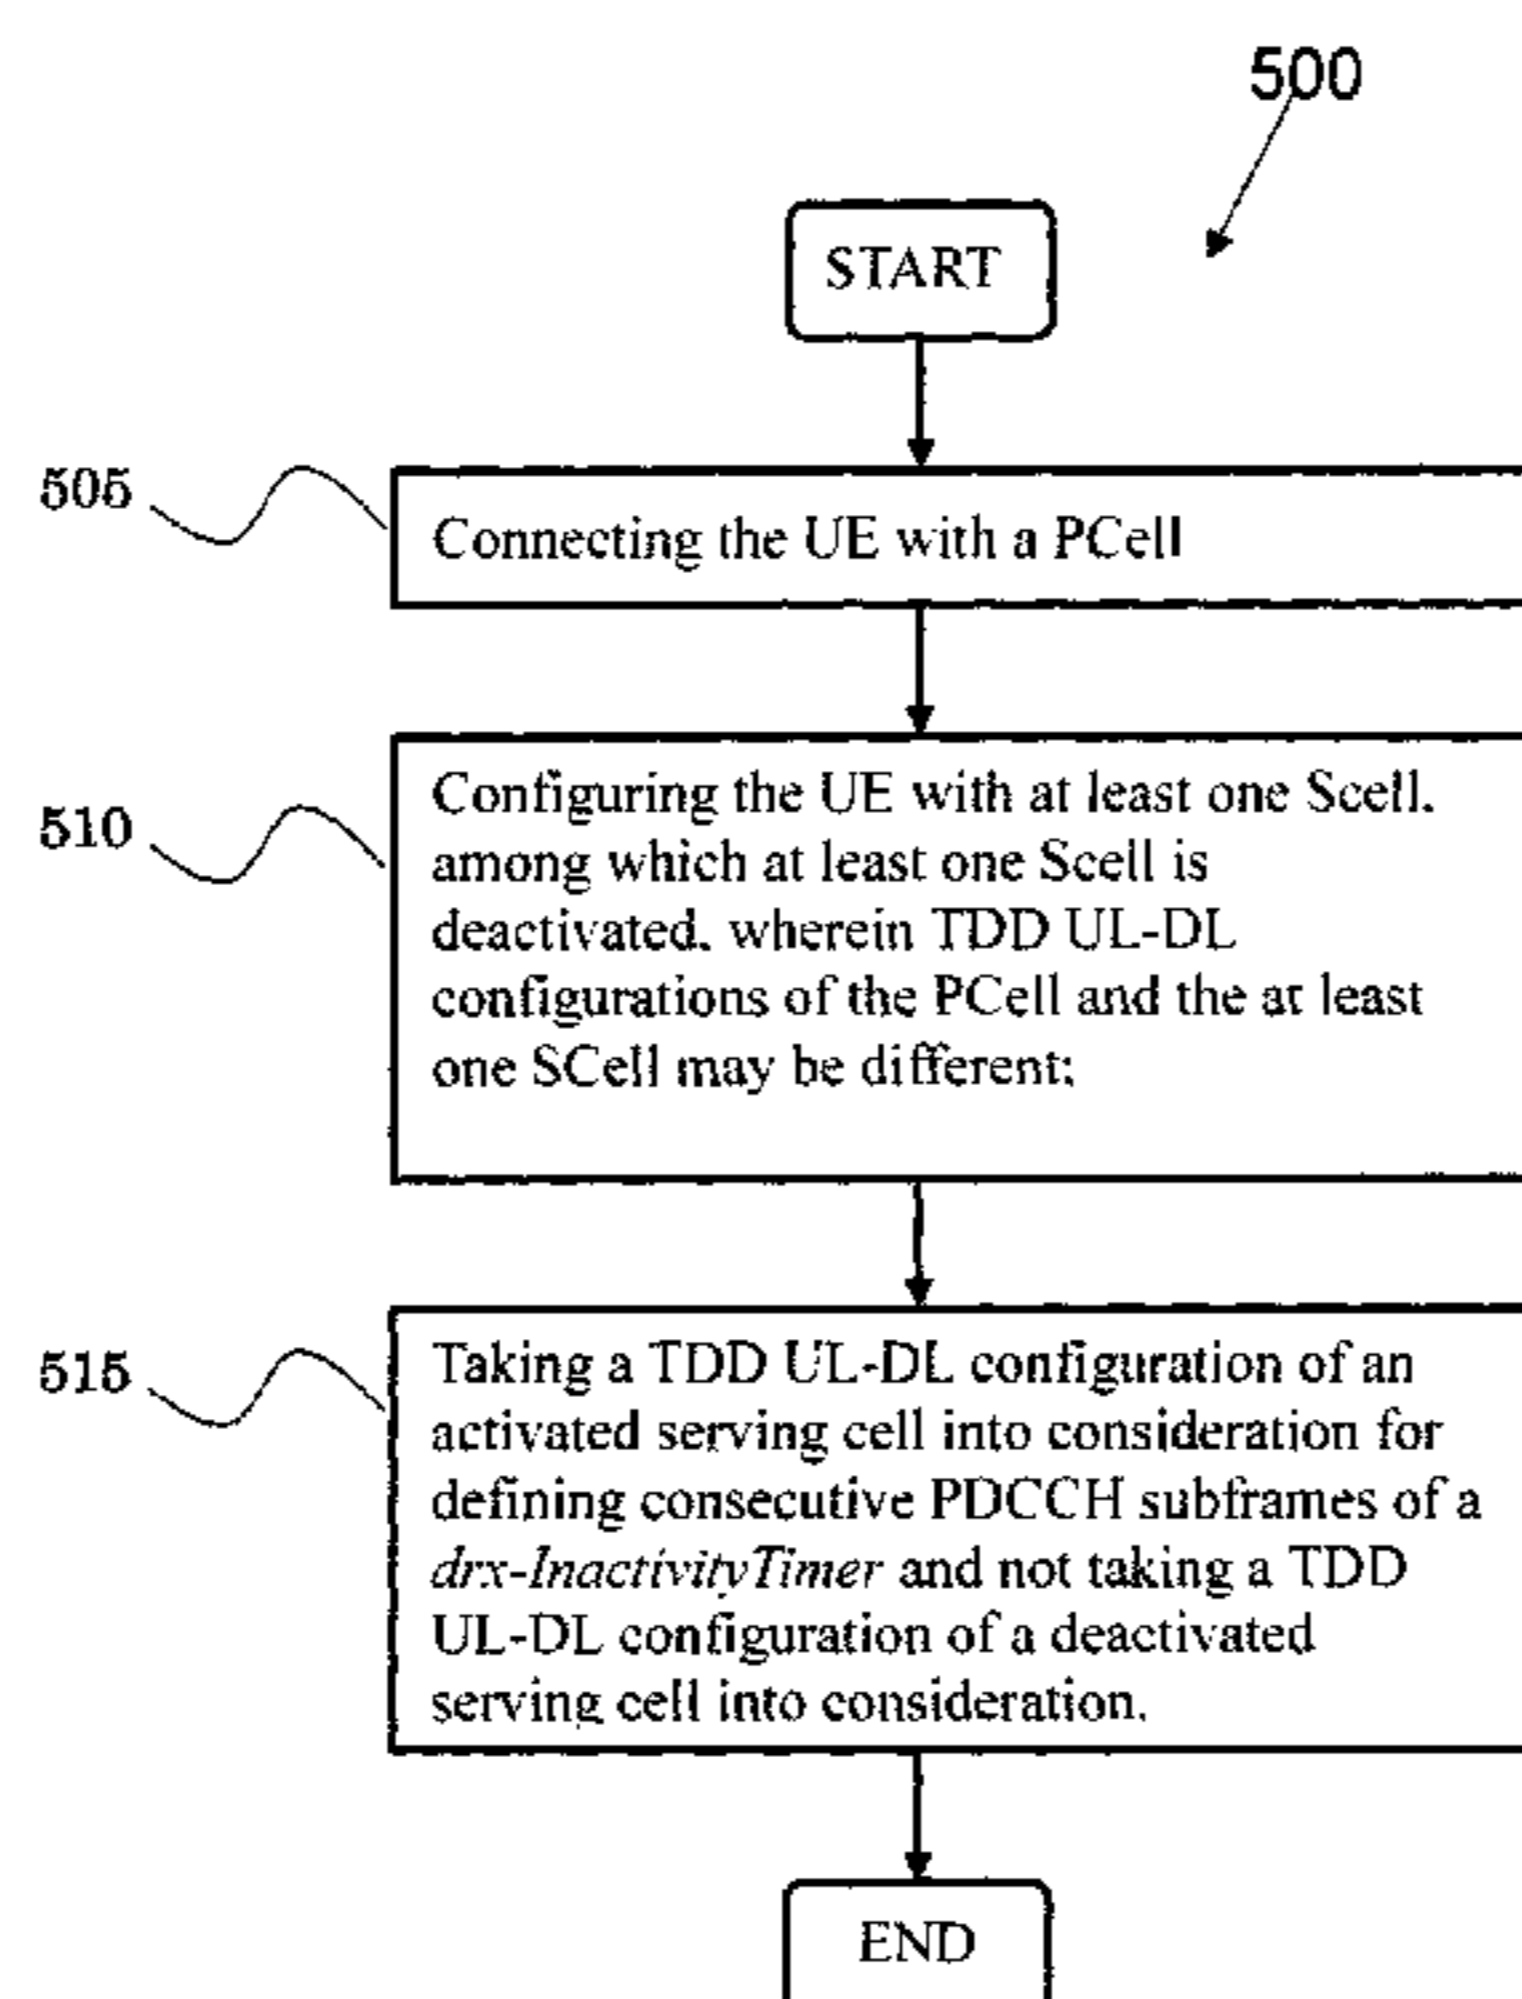 500
START
505
Connecting the UE with a PCell
510
Configuring the UE with at least one Scell.
among which at least one Scell is
deactivated. wherein TDD UL-DL
configurations of the PCell and the at least
one SCell may be different;
515
Taking a TDD UL-DL configuration of an
activated serving cell into consideration for
defining consecutive PDCCH subframes of a
drx-InactivityTimer and not taking a TDD
UL-DL configuration of a deactivated
serving cell into consideration.
END